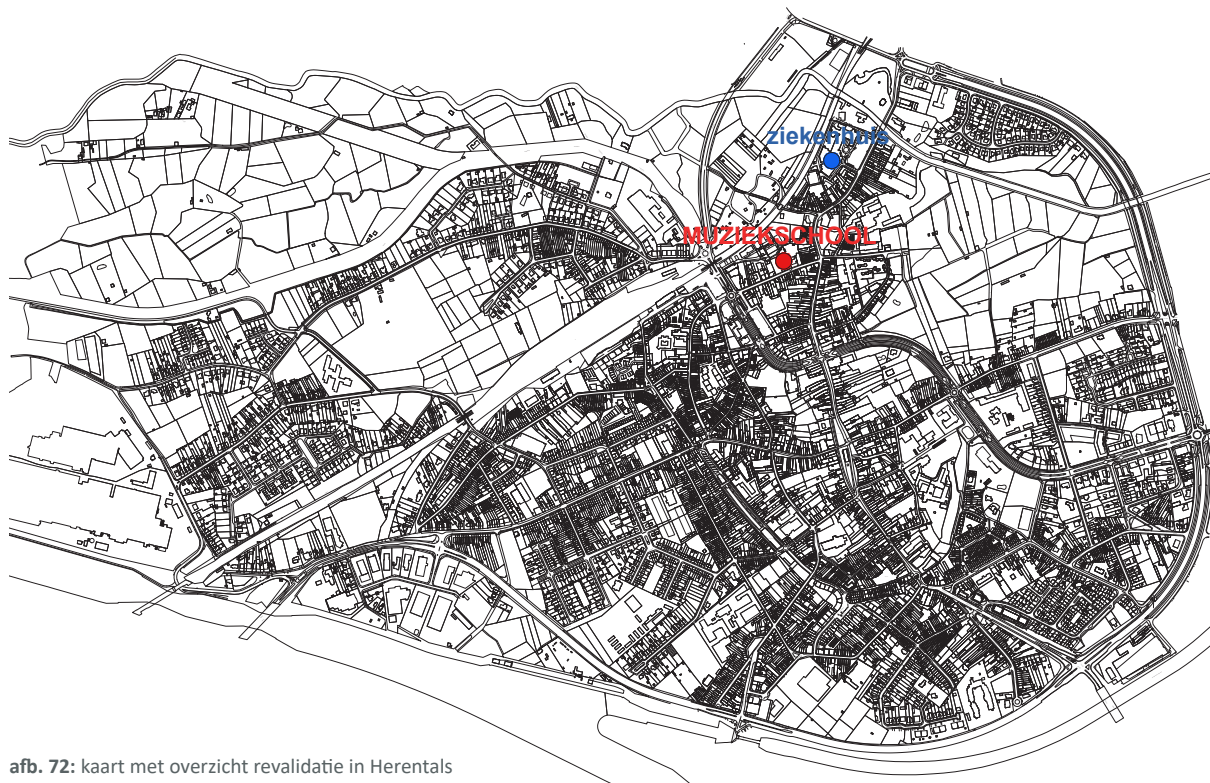 ziekenhuis
MUZIEKSCHOOL
afb. 72: kaart met overzicht revalidatie in Herentals